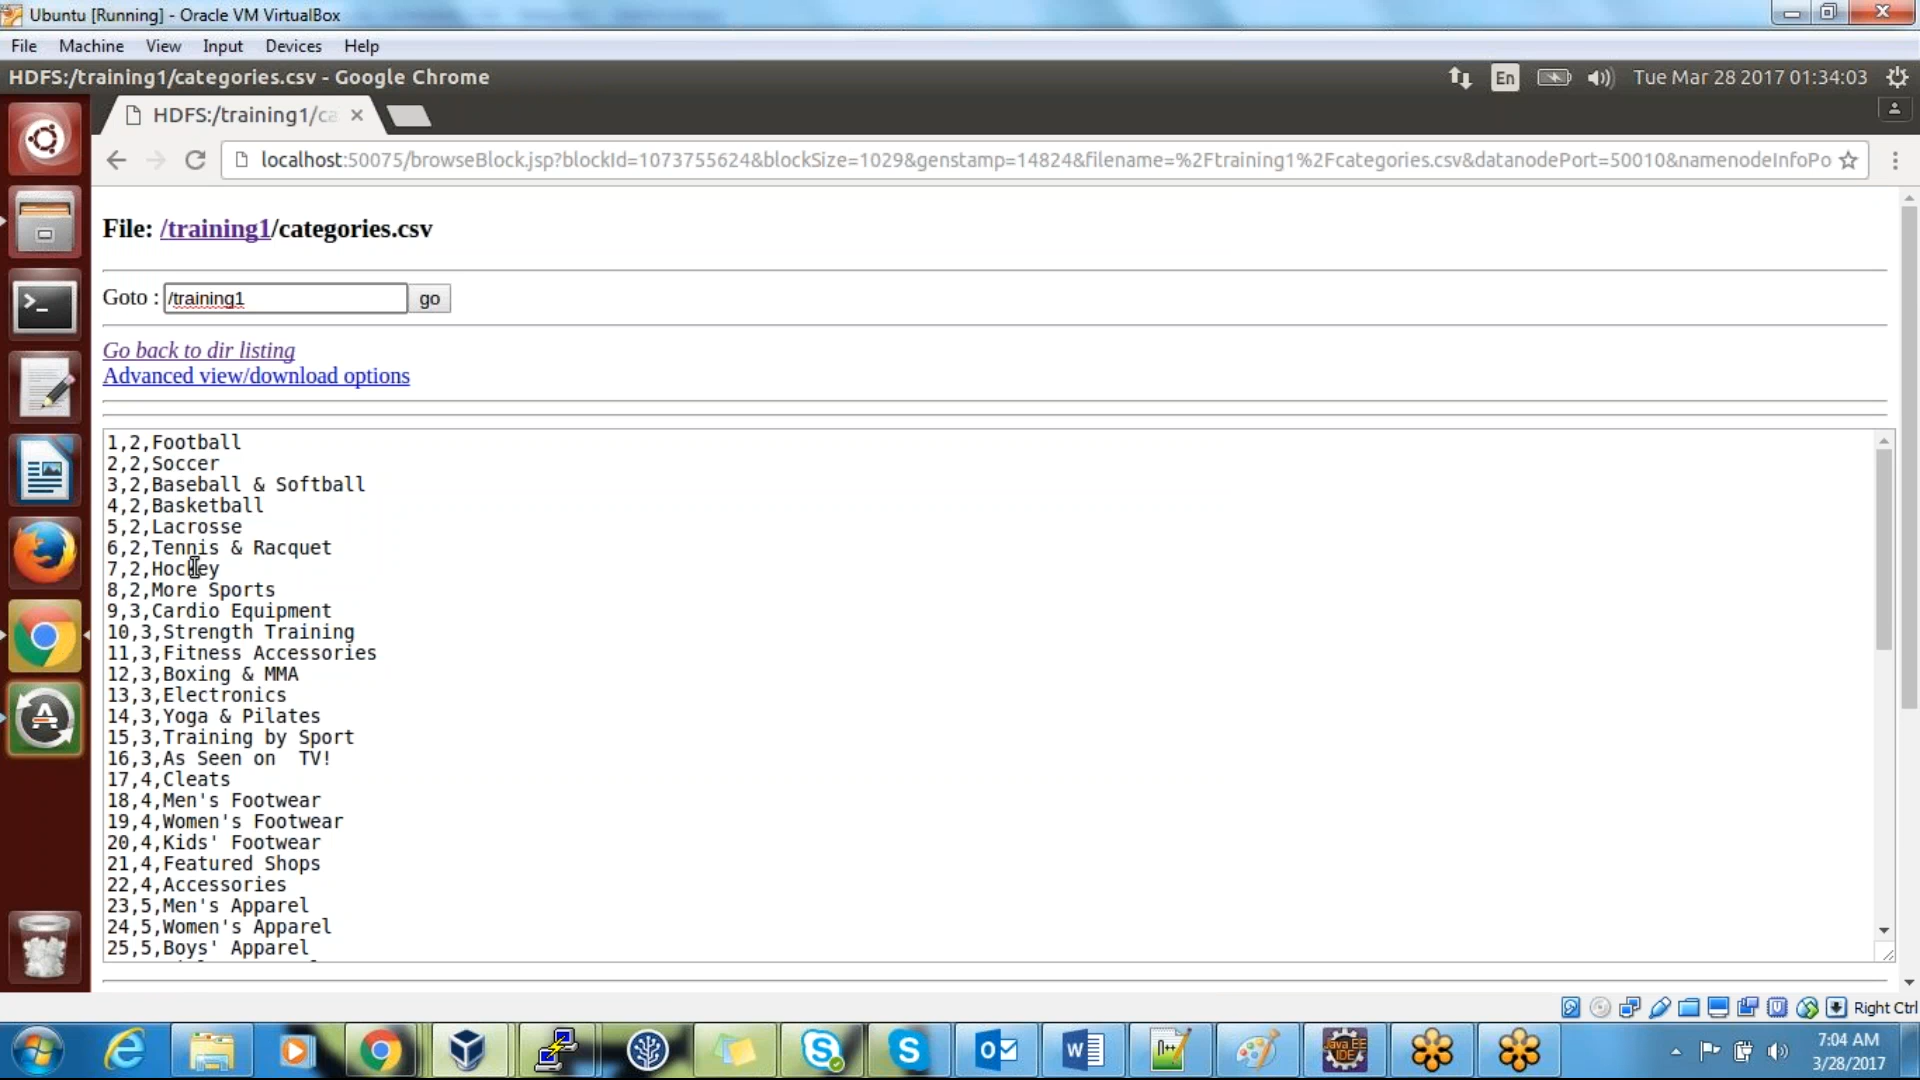 Ubuntu [Running] - Oracle VM VirtualBox
File Machine View Input Devices Help
HDFS:/training1/categories.csv - Google Chrome
En
Tue Mar 28 2017 01:34:03
HDFS:/training1/ca
localhost:50075/browseBlock.jsp?blockId=1073755624&blockSize=1029&genstamp=14824&filename=%2Ftraining1%2Fcategories.csv&datanodePort=50010&namenodeInfoPo
File: /training1/categories.csv
Goto : /training1 go
Go back to dir listing
Advanced view/download options
1,2,Football
2,2,Soccer
3,2,Baseball & Softball
4,2,Basketball
5,2,Lacrosse
6,2,Tennis & Racquet
7,2,Hockey
8,2,More Sports
9,3,Cardio Equipment
10,3,Strength Training
11,3,Fitness Accessories
12,3,Boxing & MMA
13,3,Electronics
14,3,Yoga & Pilates
15,3,Training by Sport
16,3,As Seen on  TV!
17,4,Cleats
18,4,Men's Footwear
19,4,Women's Footwear
20,4,Kids' Footwear
21,4,Featured Shops
22,4,Accessories
23,5,Men's Apparel
24,5,Women's Apparel
25,5,Boys' Apparel
Right Ctrl
Java EE
IDE
7:04 AM
3/28/2017